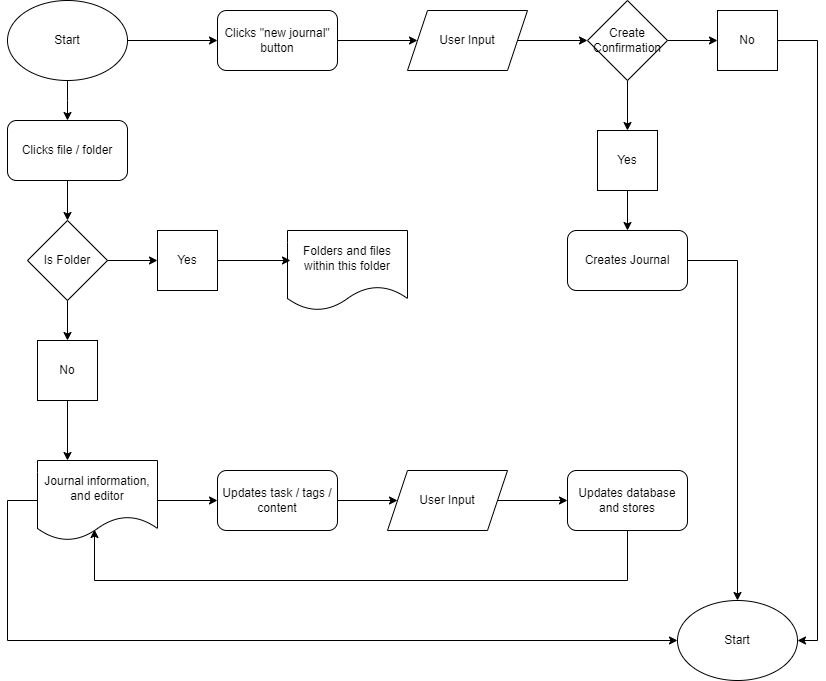 Start
Clicks "new journal"
button
User Input
Create
Confirmation
No
Clicks file / folder
Yes
Is Folder
Yes
Folders and files
within this folder
Creates Journal
No
Journal information,
and editor
Updates task / tags /
content
User Input
Updates database
and stores
Start